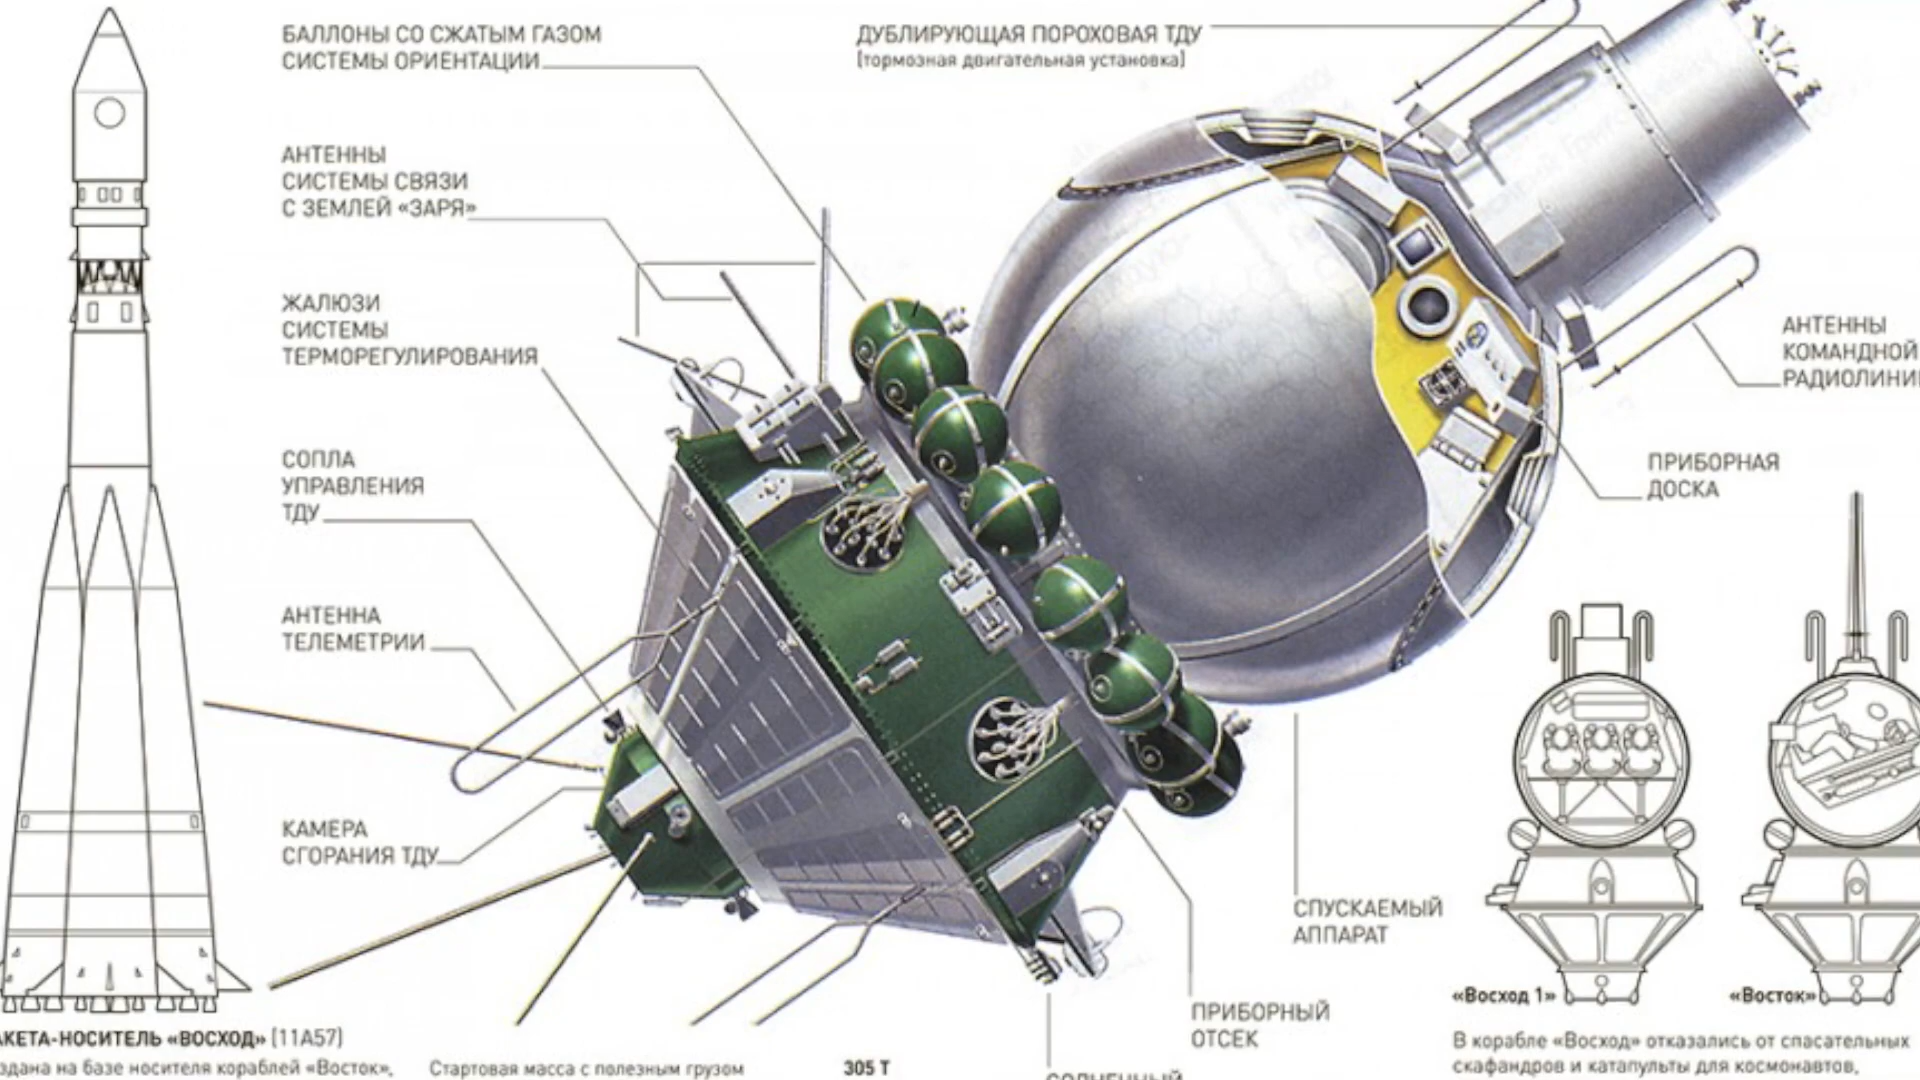 БАЛЛОНЫ СО СЖАТЫМ ГАЗОМ
СИСТЕМЫ ОРИЕНТАЦИИ
ДУБЛИРУЮЩАЯ ПОРОХОВАЯ ТДУ
(тормозная двигательная установка)
АНТЕННЫ
СИСТЕМЫ СВЯЗИ
С ЗЕМЛЕЙ «ЗАРЯ»
ЖАЛЮЗИ
СИСТЕМЫ
ТЕРМОРЕГУЛИРОВАНИЯ
АНТЕННЫ
КОМАНДНОЙ
СОПЛА
УПРАВЛЕНИЯ
ТДУ
ПРИБОРНАЯ
ДОСКА
АНТЕННА
ТЕЛЕМЕТРИИ
КАМЕРА
СГОРАНИЯ ТДУ
СПУСКАЕМЫЙ
АППАРАТ
ПРИБОРНЫЙ
ОТСЕК
«Восход 1»
«Восток»
АКЕТА-НОСИТЕЛЬ «ВОСХОД» (11А57)
здана на базе носителя кораблей «Восток»,
Стартовая масса с полезным грузом
305 Т
В корабле «Восход» отказались от спасательных
скафандров и катапульты для космонавтов,